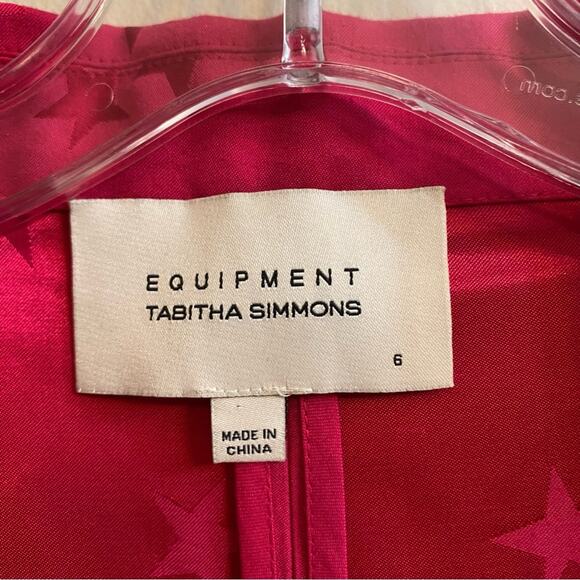 EQUIPMENT
TABITHA SIMMONS
6
MADE IN
CHINA